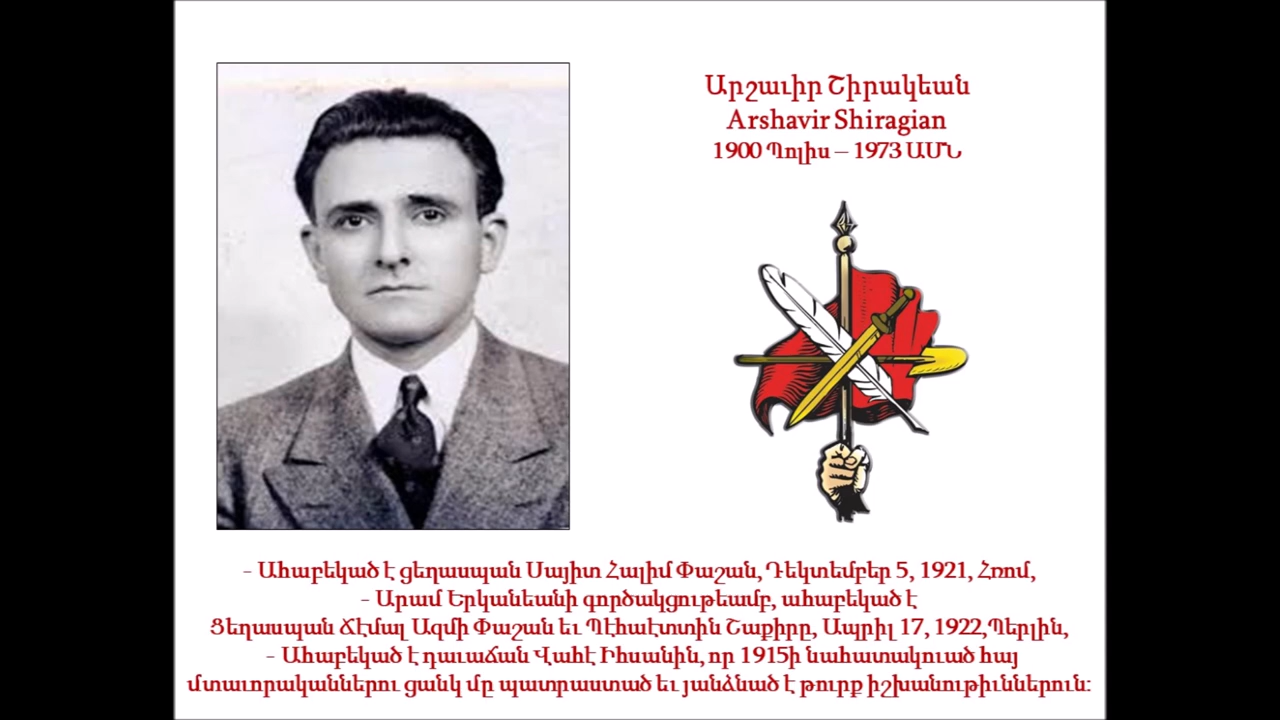 Արշաւիր Շիրակեան
Arshavir Shiragian
1900 Պոլիս – 1973 ԱՄՆ
- Ահաբեկած է ցեղասպան Սայիտ Հալիմ Փաշան, Դեկտեմբեր 5, 1921, Հռոմ,
- Արամ Երկանեանի գործակցութեամբ, ահաբեկած է
Ցեղասպան Ճէմալ Ազմի Փաշան եւ Պէհաէտտին Շաքիրը, Ապրիլ 17, 1922,Պերլին,
- Ահաբեկած է դաւաճան Վահէ Իհսանին, որ 1915ի նահատակուած հայ
մտաւորականներու ցանկ մը պատրաստած եւ յանձնած է թուրք իշխանութիւններուն։